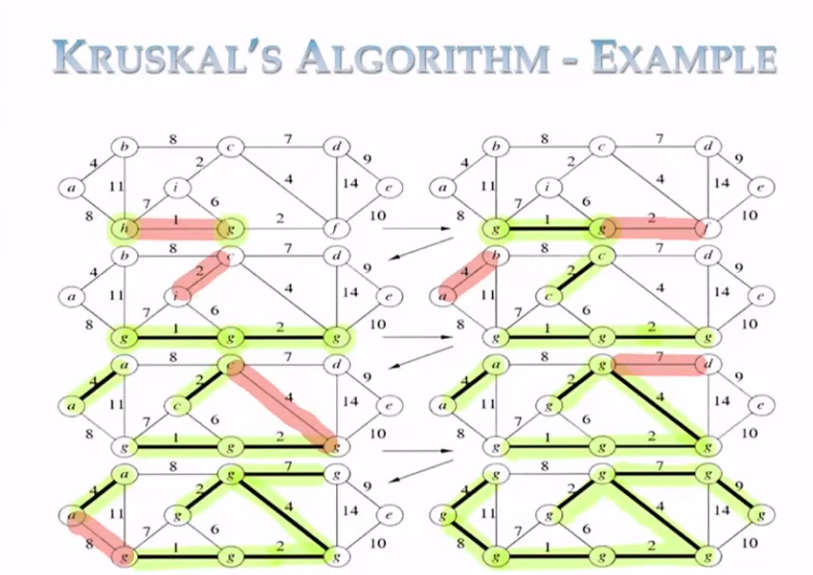 KRUSKAL'S ALGORITHM - EXAMPLE
b 8 c 7 d b 8 c 7 d
4 2 9 4 2 9
a 11 i 4 14 e a 11 i 4 14 e
8 7 1 6 2 10 8 7 1 6 2 10
h g f g g f
b 8 c 7 d b 8 c 7 d
4 2 9 4 2 9
a 11 i 4 14 e a 11 c 4 14 e
8 7 1 6 2 10 8 7 1 6 2 10
g g g g g g
a 8 7 d a 8 g 7 d
4 2 9 4 2 9
a 11 c 4 14 e a 11 g 4 14 e
8 7 1 6 2 10 8 7 1 6 2 10
g g g g g g
a 8 g 7 g g 8 g 7 g
4 2 9 4 2 9
a 11 g 4 14 e g 11 g 4 14 g
8 7 1 6 2 10 8 7 1 6 2 10
g g g g g g